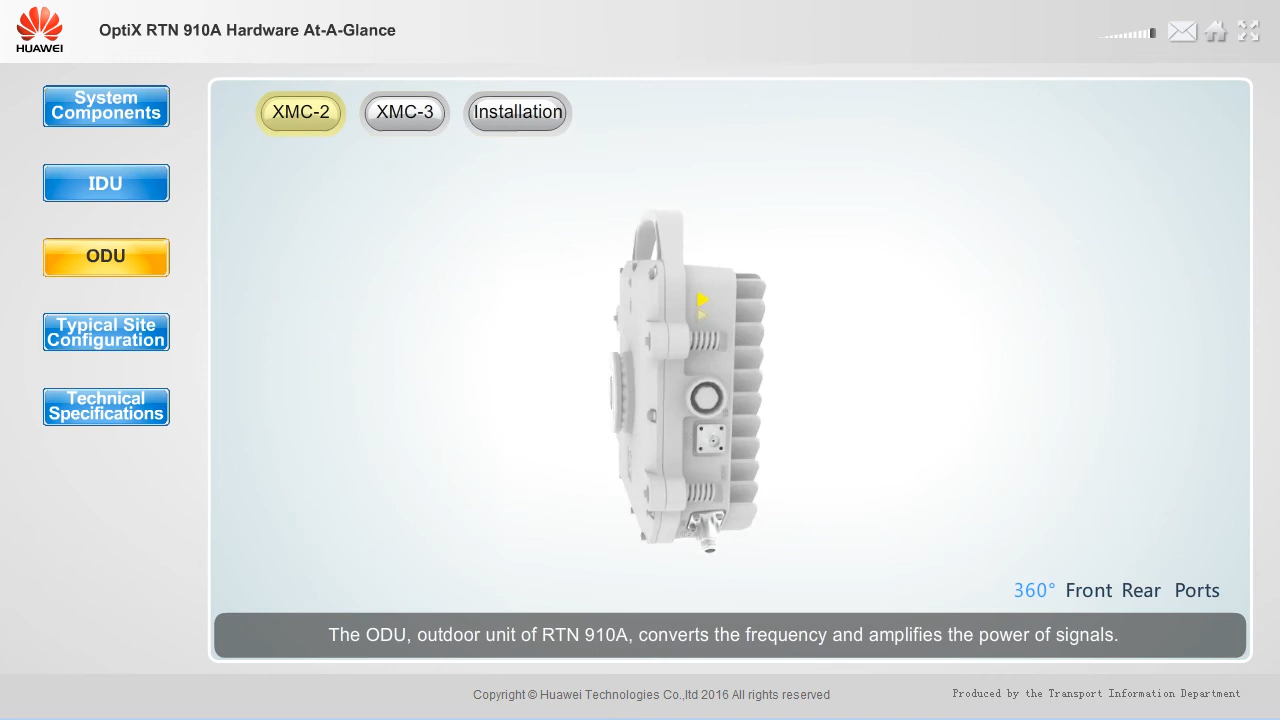 HUAWEI
OptiX RTN 910A Hardware At-A-Glance
System
Components
IDU
ODU
Typical Site
Configuration
Technical
Specifications
XMC-2
XMC-3
Installation
360° Front Rear Ports
The ODU, outdoor unit of RTN 910A, converts the frequency and amplifies the power of signals.
Copyright © Huawei Technologies Co.,ltd 2016 All rights reserved
Produced by the Transport Information Department